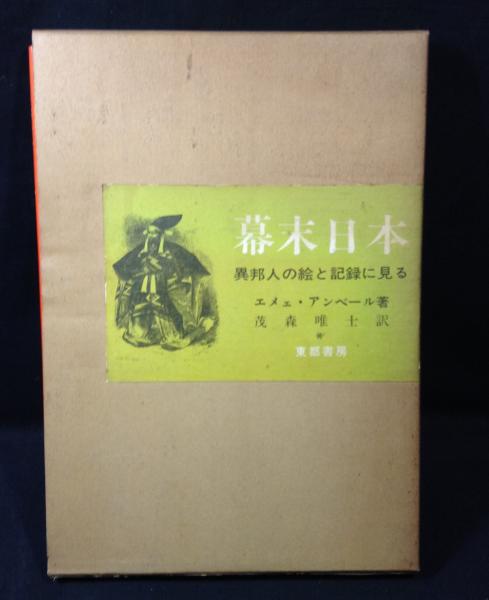 幕末日本
異邦人の絵と記録に見る
エメェ・アンベール著
茂森唯士訳
東都書房